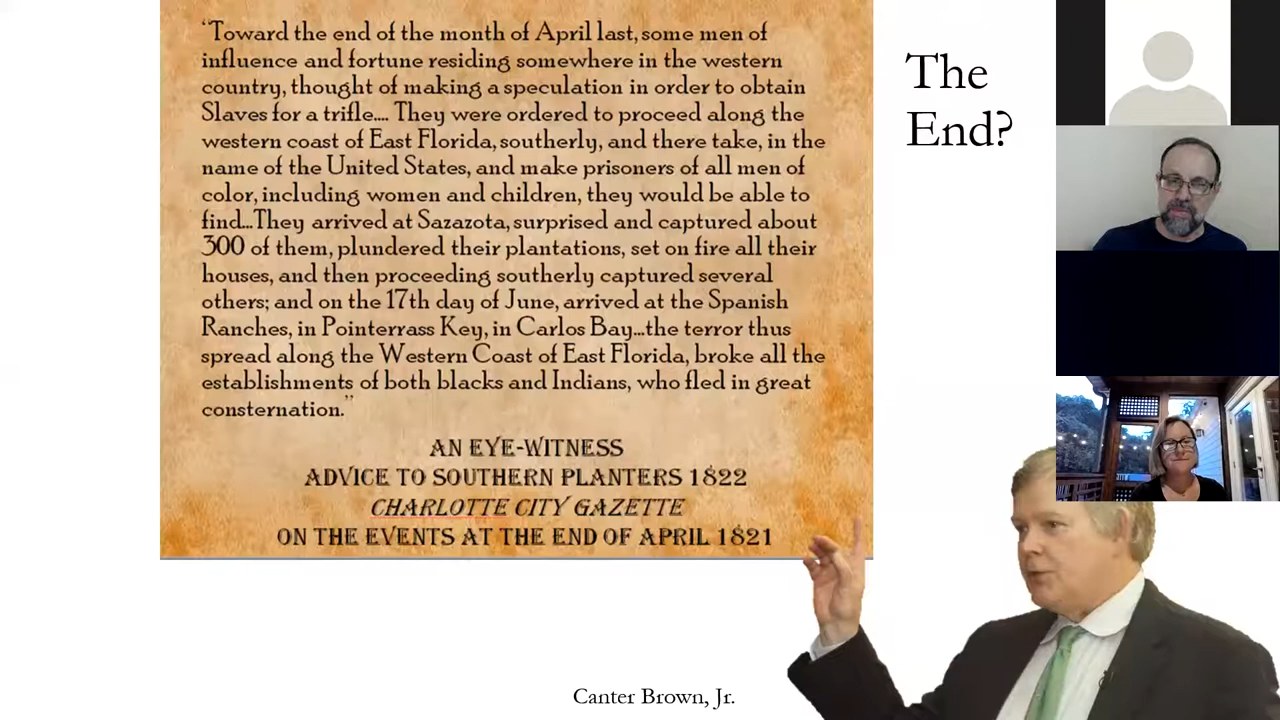 “Toward the end of the month of April last, some men of
influence and fortune residing somewhere in the western
country, thought of making a speculation in order to obtain
Slaves for a trifle.... They were ordered to proceed along the
western coast of East Florida, southerly, and there take, in the
name of the United States, and make prisoners of all men of
color, including women and children, they would be able to
find...They arrived at Sazazota, surprised and captured about
300 of them, plundered their plantations, set on fire all their
houses, and then proceeding southerly captured several
others; and on the 17th day of June, arrived at the Spanish
Ranches, in Pointerrass Key, in Carlos Bay...the terror thus
spread along the Western Coast of East Florida, broke all the
establishments of both blacks and Indians, who fled in great
consternation.”
AN EYE-WITNESS
ADVICE TO SOUTHERN PLANTERS 1822
CHARLOTTE CITY GAZETTE
ON THE EVENTS AT THE END OF APRIL 1821
The
End?
Canter Brown, Jr.